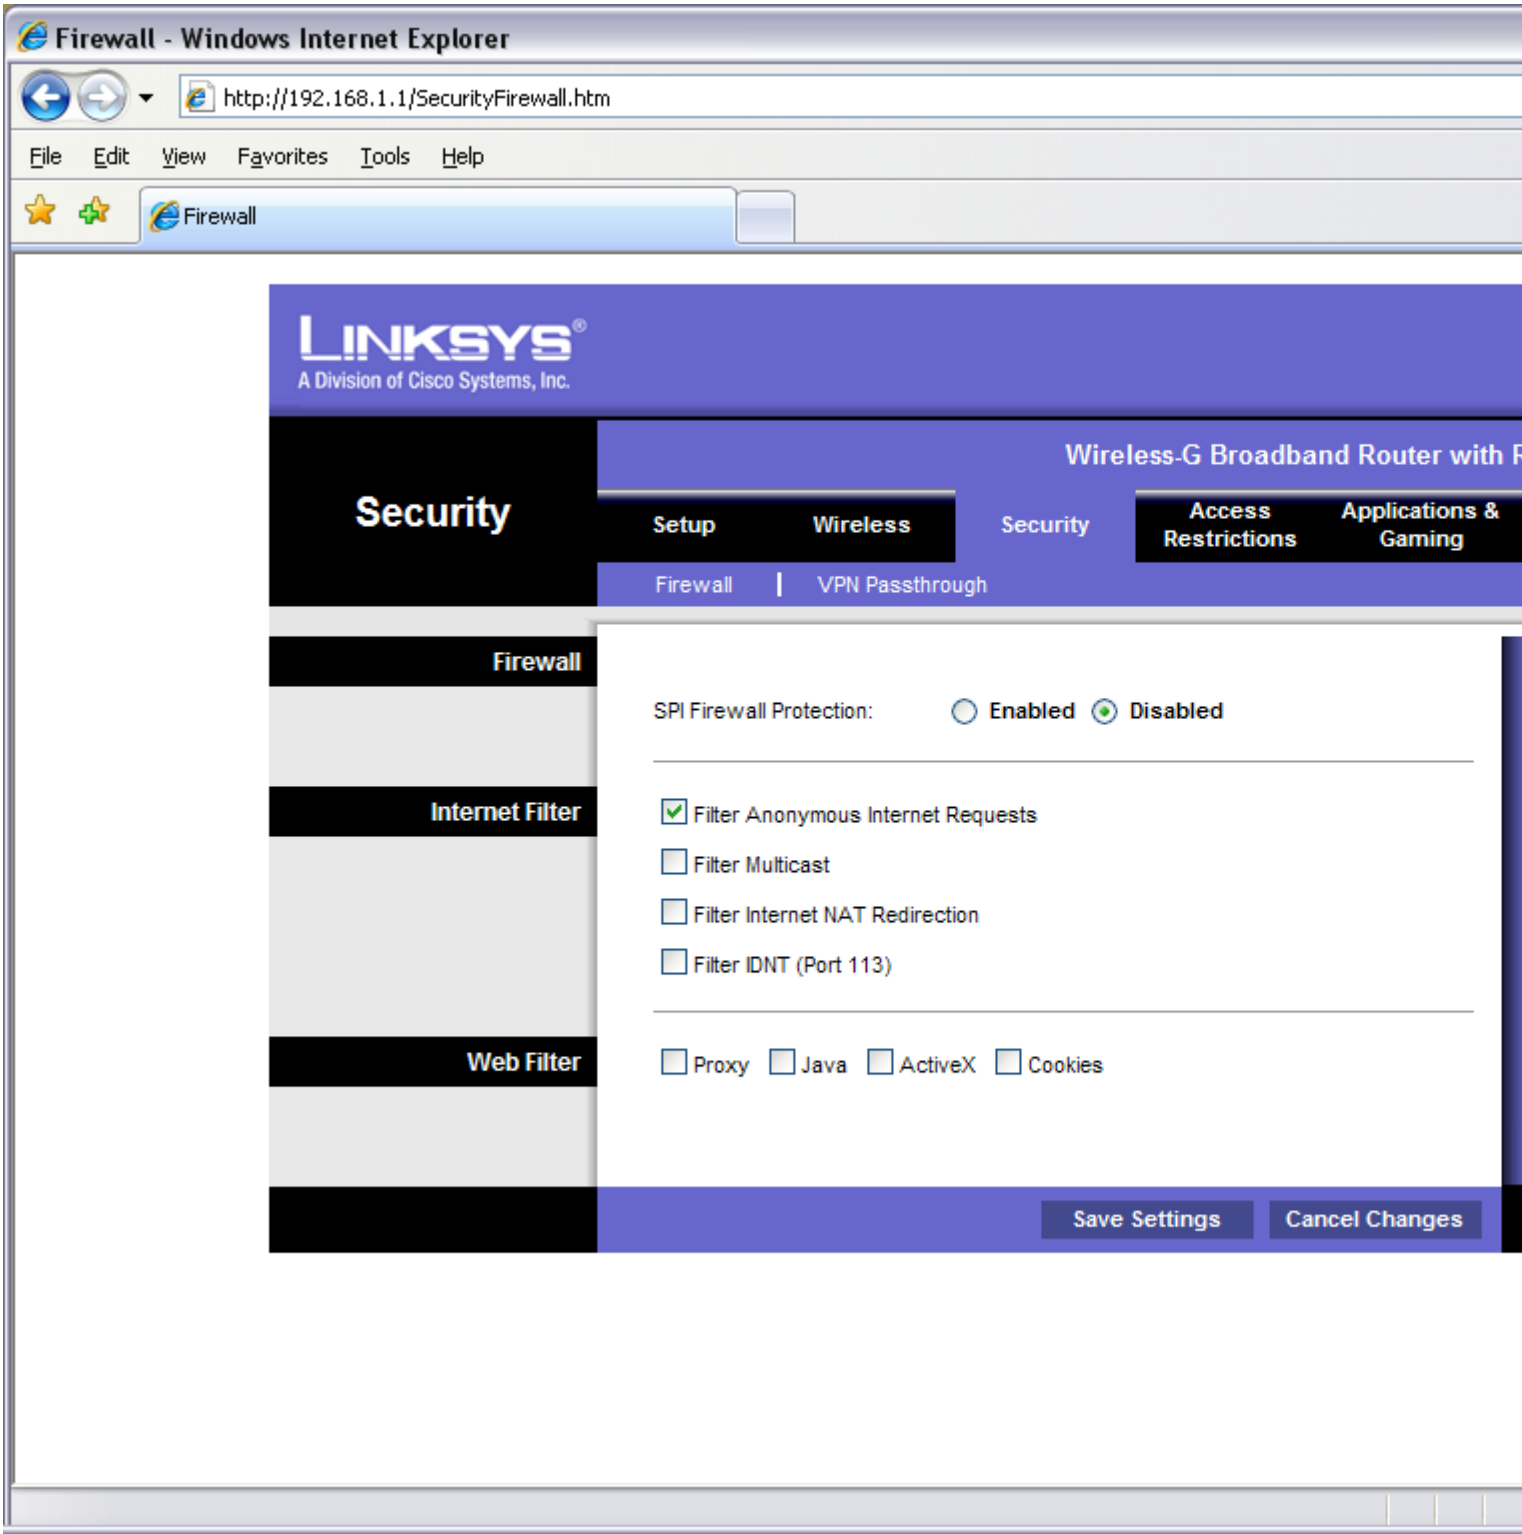 Firewall - Windows Internet Explorer
http://192.168.1.1/SecurityFirewall.htm
File Edit View Favorites Tools Help
Firewall
LINKSYS®
A Division of Cisco Systems, Inc.
Wireless-G Broadband Router with
Security
Setup Wireless Security Access Restrictions Applications & Gaming
Firewall | VPN Passthrough
Firewall
SPI Firewall Protection: Enabled Disabled
Internet Filter
Filter Anonymous Internet Requests
Filter Multicast
Filter Internet NAT Redirection
Filter IDNT (Port 113)
Web Filter
Proxy Java ActiveX Cookies
Save Settings Cancel Changes